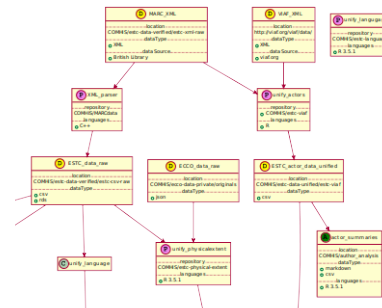 D MARC_XML
location
COMHIS/estc-data-verified/estc-xml-raw
dataType
XML
data Source
British Library
D VIAF_XML
location
http://viaf.org/viaf/data/
dataType
XML
data Source
viaf.org
P unify_language
repository
languages
R 3.5.1
P XML_parser
repository
COMHIS/MARCdata
languages
C++
P unify_actors
repository
COMHIS/estc-viaf
languages
R
D ESTC_data_raw
location
COMHIS/estc-data-verified/estc-csv-raw
dataType
csv
rds
D ECCO_data_raw
location
COMHIS/ecco-data-private/originals
dataType
json
D ESTC_actor_data_unified
location
COMHIS/estc-data-unified/estc-viaf
dataType
csv
C unify_language
P unify_physicalextent
repository
COMHIS/estc-physical-extent
languages
R 3.5.1
A actor_summaries
location
COMHIS/author_analysis
dataType
markdown
csv
languages
R 3.5.1